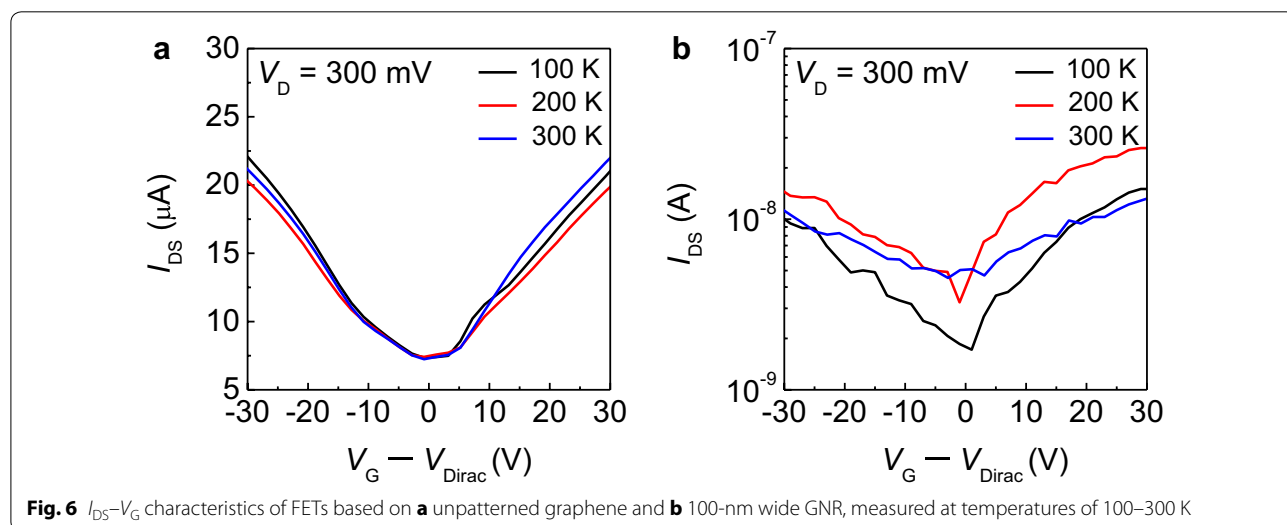 a
30
25
20
15
10
5
I_DS (μA)
V_D = 300 mV
100 K
200 K
300 K
-30 -20 -10 0 10 20 30
V_G — V_Dirac (V)
b
10^-7
10^-8
10^-9
I_DS (A)
V_D = 300 mV
100 K
200 K
300 K
-30 -20 -10 0 10 20 30
V_G — V_Dirac (V)
Fig. 6 I_DS–V_G characteristics of FETs based on a unpatterned graphene and b 100-nm wide GNR, measured at temperatures of 100–300 K